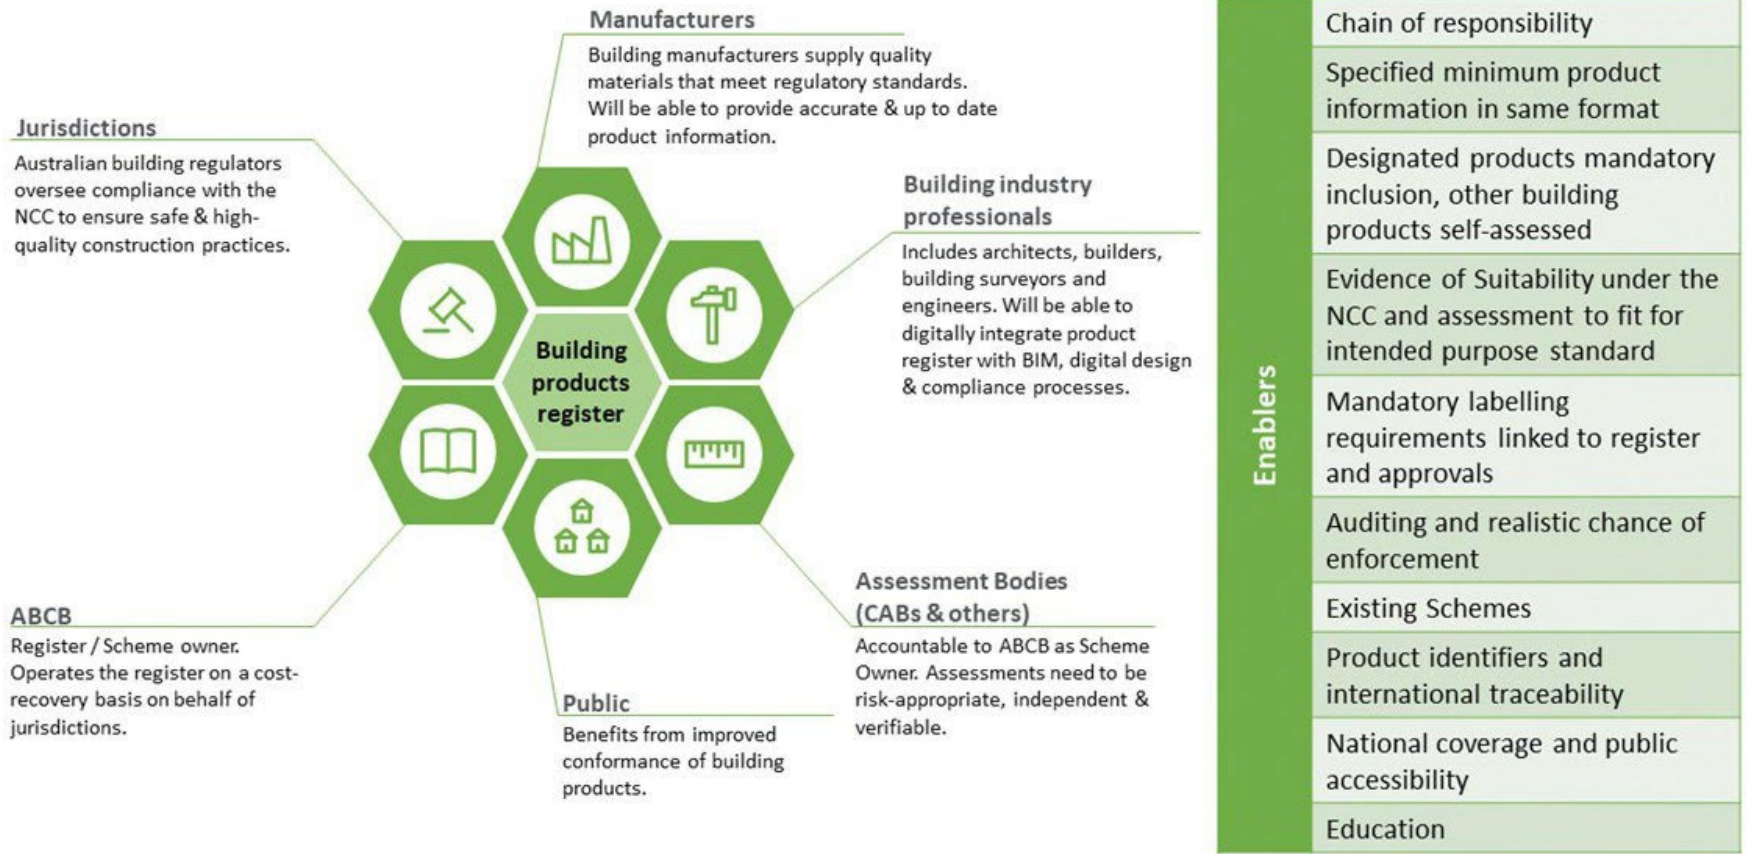 Manufacturers
Building manufacturers supply quality
materials that meet regulatory standards.
Will be able to provide accurate & up to date
product information.
Jurisdictions
Australian building regulators
oversee compliance with the
NCC to ensure safe & high-
quality construction practices.
Building industry
professionals
Includes architects, builders,
building surveyors and
engineers. Will be able to
digitally integrate product
register with BIM, digital design
& compliance processes.
Building
products
register
ABCB
Register / Scheme owner.
Operates the register on a cost-
recovery basis on behalf of
jurisdictions.
Public
Benefits from improved
conformance of building
products.
Assessment Bodies
(CABs & others)
Accountable to ABCB as Scheme
Owner. Assessments need to be
risk-appropriate, independent &
verifiable.
Enablers
Chain of responsibility
Specified minimum product
information in same format
Designated products mandatory
inclusion, other building
products self-assessed
Evidence of Suitability under the
NCC and assessment to fit for
intended purpose standard
Mandatory labelling
requirements linked to register
and approvals
Auditing and realistic chance of
enforcement
Existing Schemes
Product identifiers and
international traceability
National coverage and public
accessibility
Education